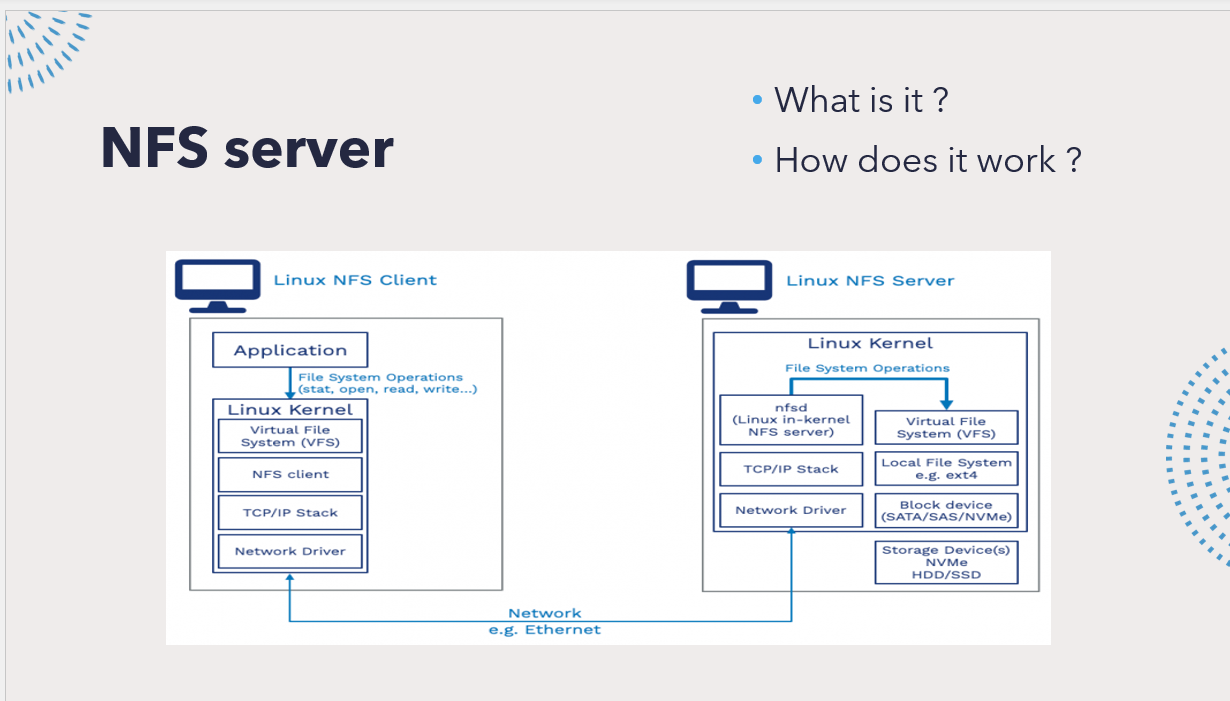 NFS server
• What is it ?
• How does it work ?
Linux NFS Client
Application
File System Operations
(stat, open, read, write...)
Linux Kernel
Virtual File
System (VFS)
NFS client
TCP/IP Stack
Network Driver
Linux NFS Server
Linux Kernel
File System Operations
nfsd
(Linux in-kernel
NFS server)
TCP/IP Stack
Network Driver
Virtual File
System (VFS)
Local File System
e.g. ext4
Block device
(SATA/SAS/NVMe)
Storage Device(s)
NVMe
HDD/SSD
Network
e.g. Ethernet